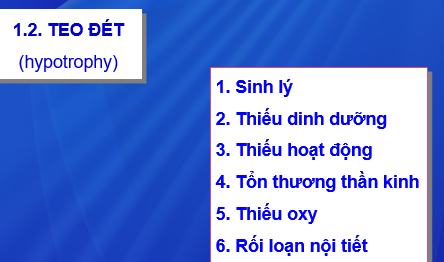 1.2. TEO ĐÉT
(hypotrophy)
1. Sinh lý
2. Thiếu dinh dưỡng
3. Thiếu hoạt động
4. Tổn thương thần kinh
5. Thiếu oxy
6. Rối loạn nội tiết